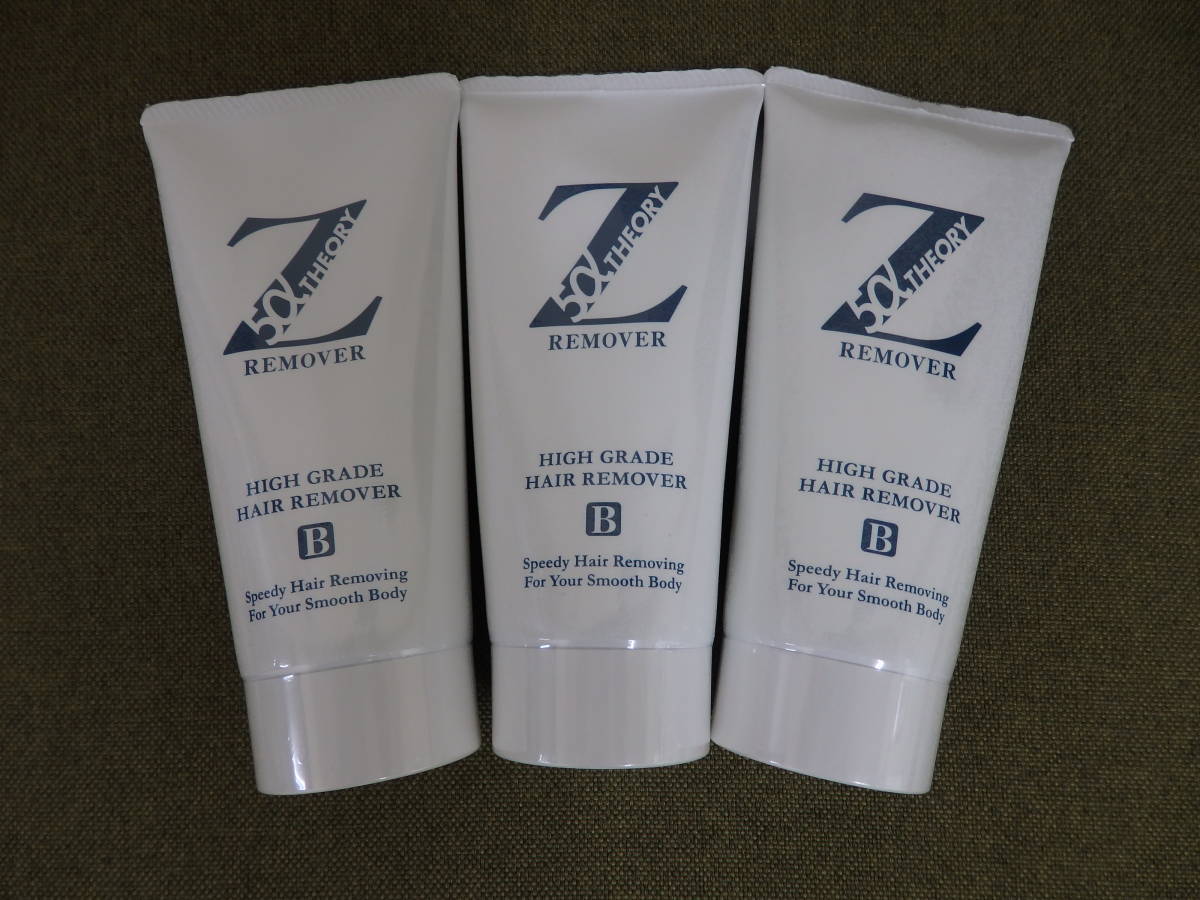 Z
5α THEORY
REMOVER
HIGH GRADE
HAIR REMOVER
B
Speedy Hair Removing
For Your Smooth Body
Z
5α THEORY
REMOVER
HIGH GRADE
HAIR REMOVER
B
Speedy Hair Removing
For Your Smooth Body
Z
5α THEORY
REMOVER
HIGH GRADE
HAIR REMOVER
B
Speedy Hair Removing
For Your Smooth Body